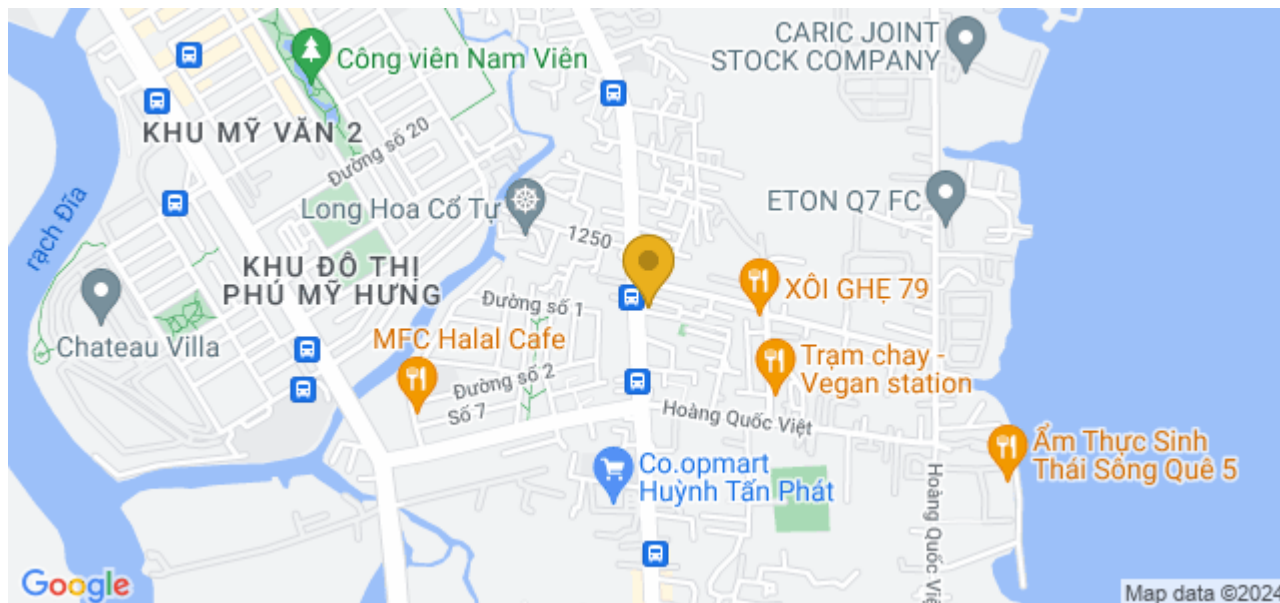 CARIC JOINT
STOCK COMPANY
Công viên Nam Viên
KHU MỸ VĂN 2
Đường số 20
rạch Đĩa
Long Hoa Cổ Tự
ETON Q7 FC
1250
KHU ĐÔ THỊ
PHÚ MỸ HƯNG
Đường số 1
XÔI GHẸ 79
Chateau Villa
MFC Halal Cafe
Trạm chay -
Vegan station
Đường số 2
Số 7
Hoàng Quốc Việt
Ẩm Thực Sinh
Thái Sông Quê 5
Co.opmart
Huỳnh Tấn Phát
Hoàng Quốc Việ
Google
Map data ©2024